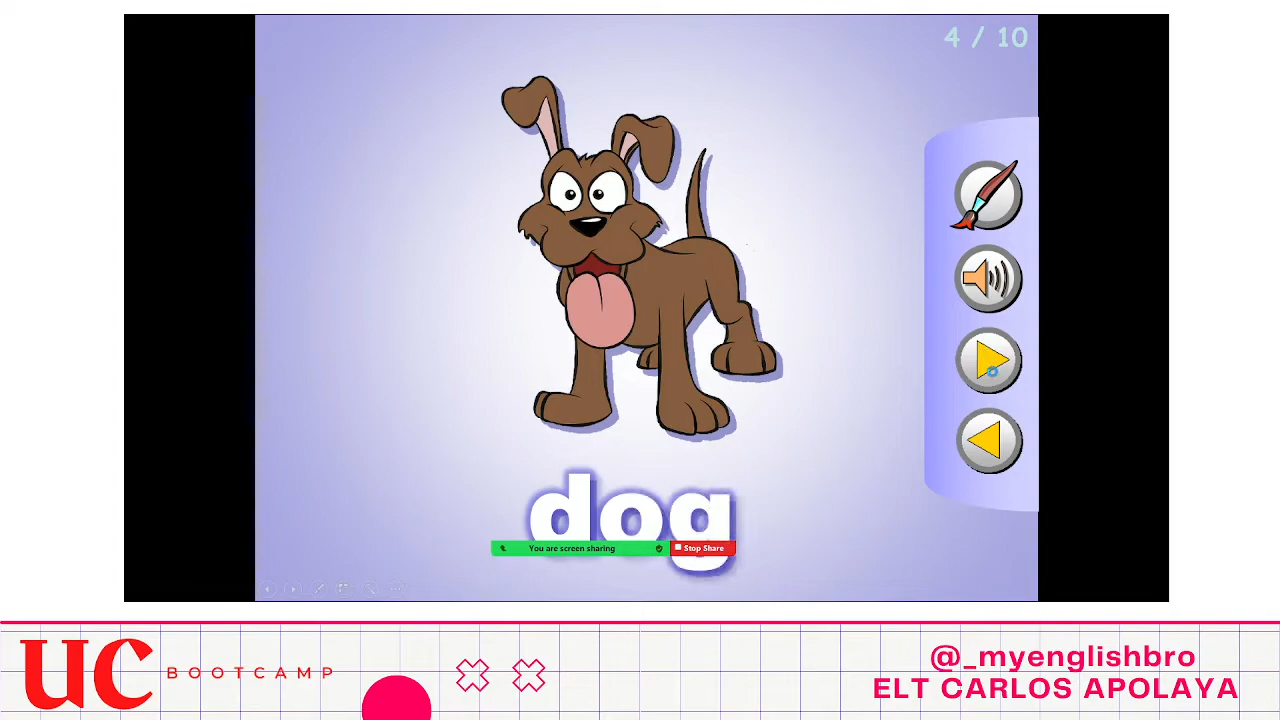 4 / 10
dog
You are screen sharing
Stop Share
UC BOOTCAMP
@_myenglishbro
ELT CARLOS APOLAYA